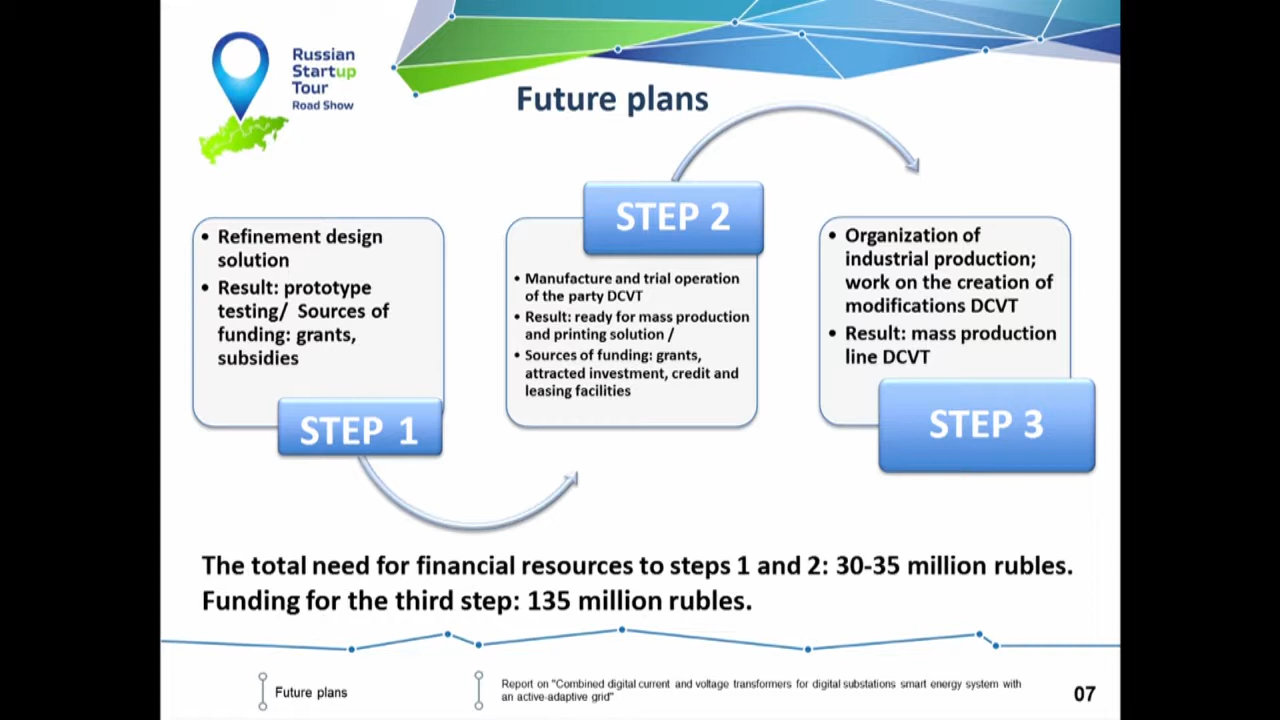 Russian
Startup
Tour
Road Show
Future plans
• Refinement design
solution
• Result: prototype
testing/ Sources of
funding: grants,
subsidies
STEP 1
STEP 2
• Manufacture and trial operation
of the party DCVT
• Result: ready for mass production
and printing solution /
• Sources of funding: grants,
attracted investment, credit and
leasing facilities
• Organization of
industrial production;
work on the creation of
modifications DCVT
• Result: mass production
line DCVT
STEP 3
The total need for financial resources to steps 1 and 2: 30-35 million rubles.
Funding for the third step: 135 million rubles.
Future plans
Report on "Combined digital current and voltage transformers for digital substations smart energy system with
an active-adaptive grid"
07